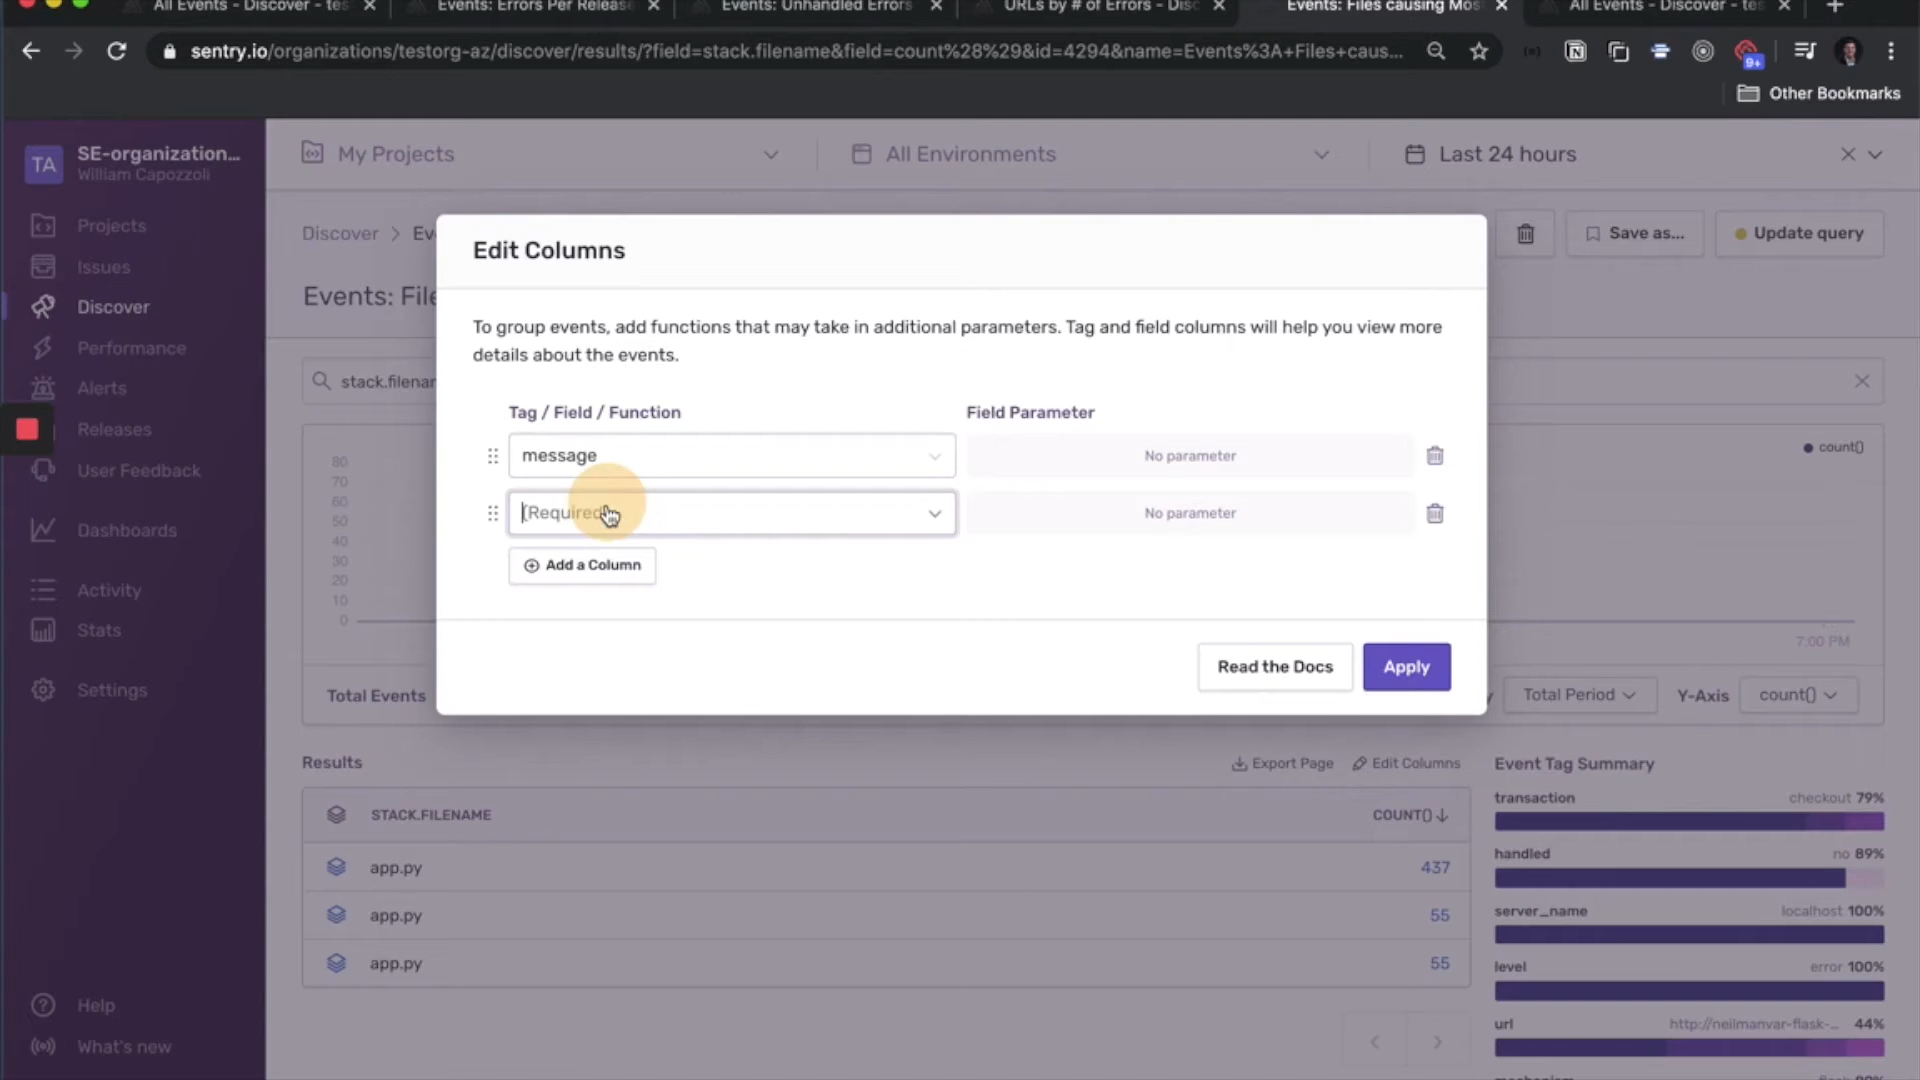 All Events - Discover - tes
Events: Errors Per Release
Events: Unhandled Errors
URLs by # of Errors - Disc
Events: Files causing Mos
All Events - Discover - tes
sentry.io/organizations/testorg-az/discover/results/?field=stack.filename&field=count%28%29&id=4294&name=Events%3A+Files+caus...
9+
Other Bookmarks
TA
SE-organization...
William Capozzoli
My Projects
All Environments
Last 24 hours
Projects
Issues
Discover
Performance
Alerts
Releases
User Feedback
Dashboards
Activity
Stats
Settings
Help
What's new
Discover > Eve
Save as...
Update query
Events: File
stack.filenam
Edit Columns
To group events, add functions that may take in additional parameters. Tag and field columns will help you view more
details about the events.
Tag / Field / Function
Field Parameter
message
No parameter
(Required)
No parameter
Add a Column
Read the Docs
Apply
count()
80
70
60
50
40
30
20
10
0
7:00 PM
Total Events
y
Total Period
Y-Axis
count()
Results
Export Page
Edit Columns
STACK.FILENAME
COUNT()
app.py
437
app.py
55
app.py
55
Event Tag Summary
transaction
checkout 79%
handled
no 89%
server_name
localhost 100%
level
error 100%
url
http://neilmanvar-flask-... 44%